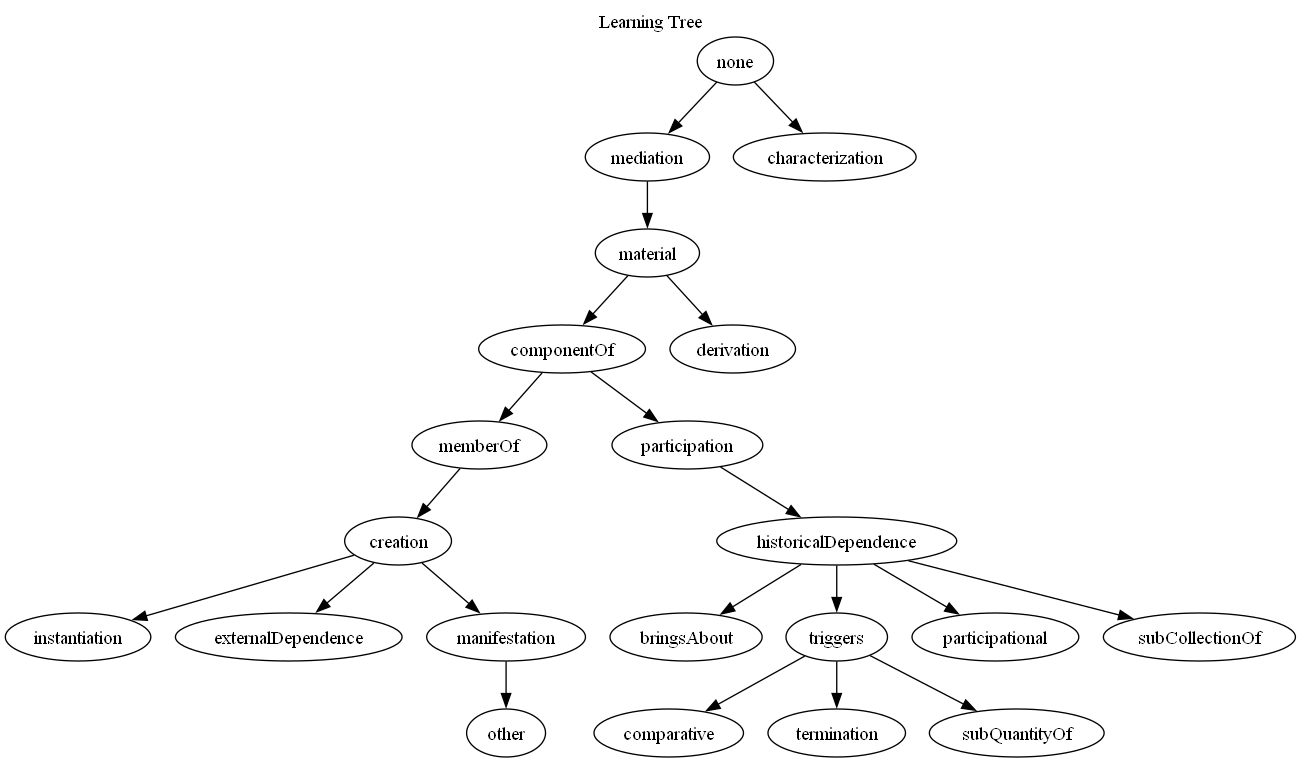 Learning Tree
none
mediation
characterization
material
componentOf
derivation
memberOf
participation
creation
historicalDependence
instantiation
externalDependence
manifestation
bringsAbout
triggers
participational
subCollectionOf
other
comparative
termination
subQuantityOf